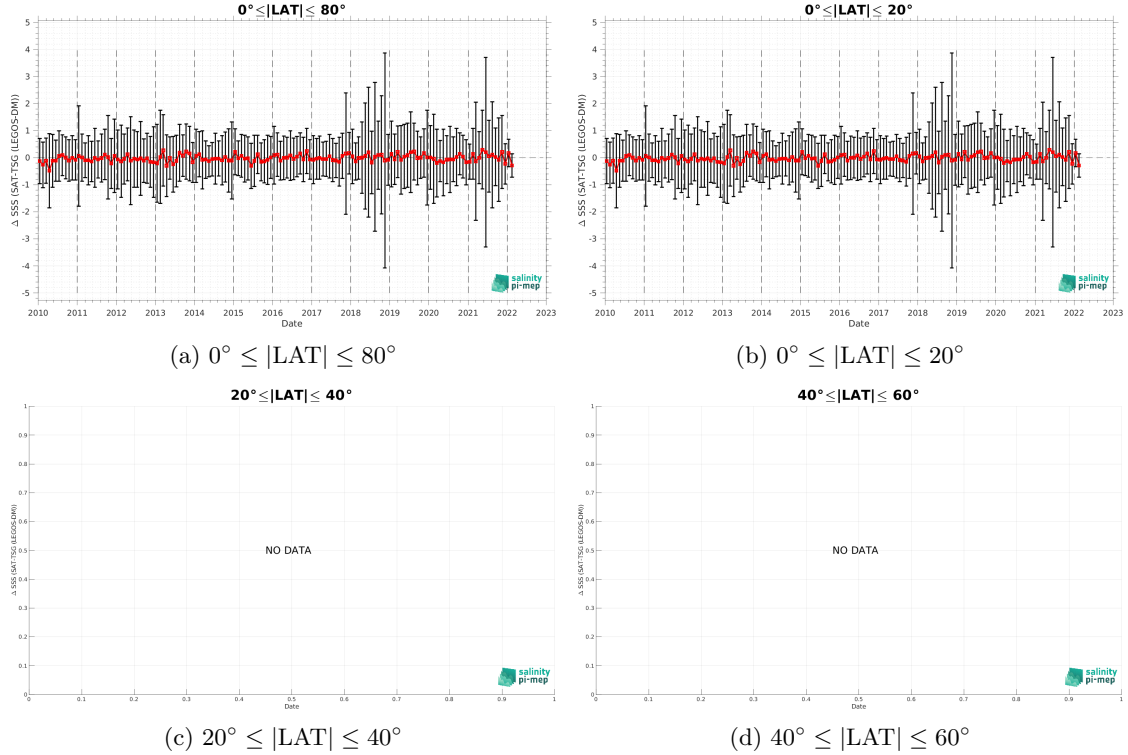 0°≤|LAT|≤ 80°
Δ SSS (SAT-TSG (LEGOS-DM))
5
4
3
2
1
0
-1
-2
-3
-4
-5
2010 2011 2012 2013 2014 2015 2016 2017 2018 2019 2020 2021 2022 2023
Date
salinity
pi-mep
(a) 0° ≤ |LAT| ≤ 80°
0°≤|LAT|≤ 20°
Δ SSS (SAT-TSG (LEGOS-DM))
5
4
3
2
1
0
-1
-2
-3
-4
-5
2010 2011 2012 2013 2014 2015 2016 2017 2018 2019 2020 2021 2022 2023
Date
salinity
pi-mep
(b) 0° ≤ |LAT| ≤ 20°
20°≤|LAT|≤ 40°
Δ SSS (SAT-TSG (LEGOS-DM))
1
0.9
0.8
0.7
0.6
0.5
0.4
0.3
0.2
0.1
0
NO DATA
0 0.1 0.2 0.3 0.4 0.5 0.6 0.7 0.8 0.9 1
Date
salinity
pi-mep
(c) 20° ≤ |LAT| ≤ 40°
40°≤|LAT|≤ 60°
Δ SSS (SAT-TSG (LEGOS-DM))
1
0.9
0.8
0.7
0.6
0.5
0.4
0.3
0.2
0.1
0
NO DATA
0 0.1 0.2 0.3 0.4 0.5 0.6 0.7 0.8 0.9 1
Date
salinity
pi-mep
(d) 40° ≤ |LAT| ≤ 60°